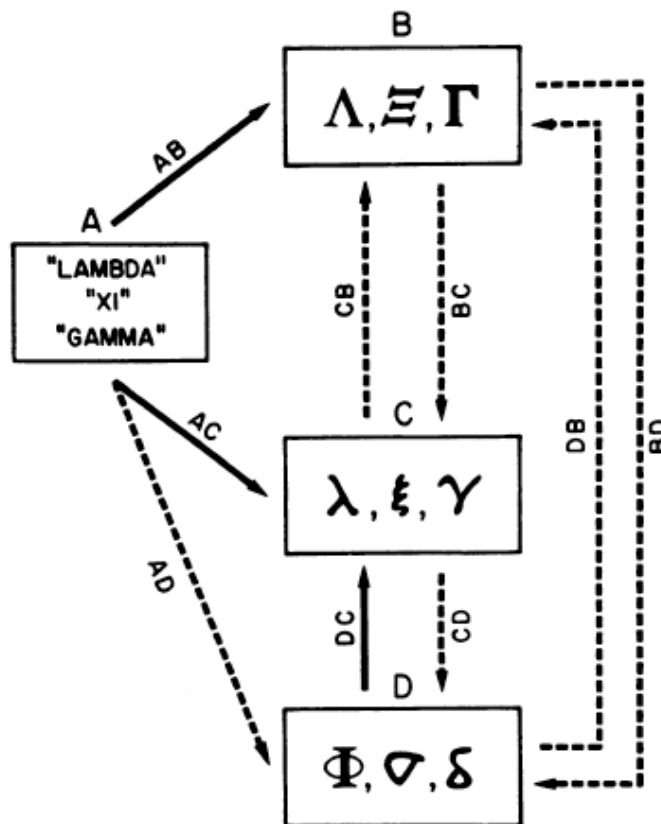 B
Λ, Ξ, Γ
AB
A
"LAMBDA"
"XI"
"GAMMA"
CB
BC
DB
BD
AC
C
λ, ξ, γ
AD
DC
CD
D
Φ, σ, δ